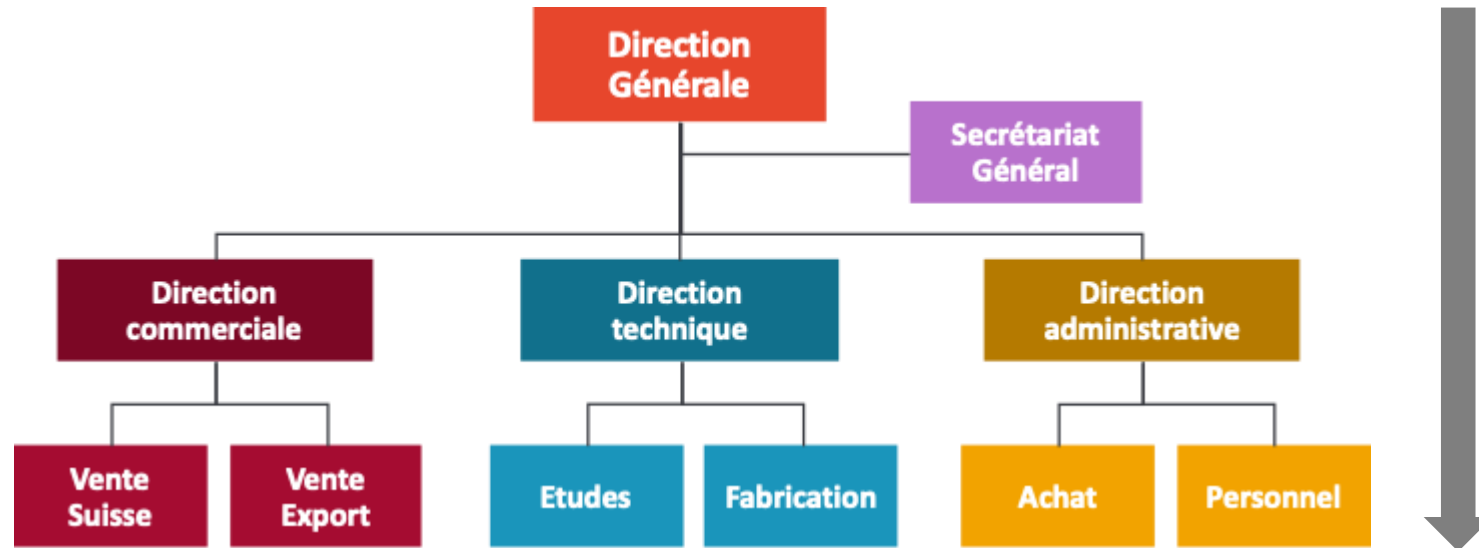 Direction
Générale
Secrétariat
Général
Direction
commerciale
Direction
technique
Direction
administrative
Vente
Suisse
Vente
Export
Etudes
Fabrication
Achat
Personnel